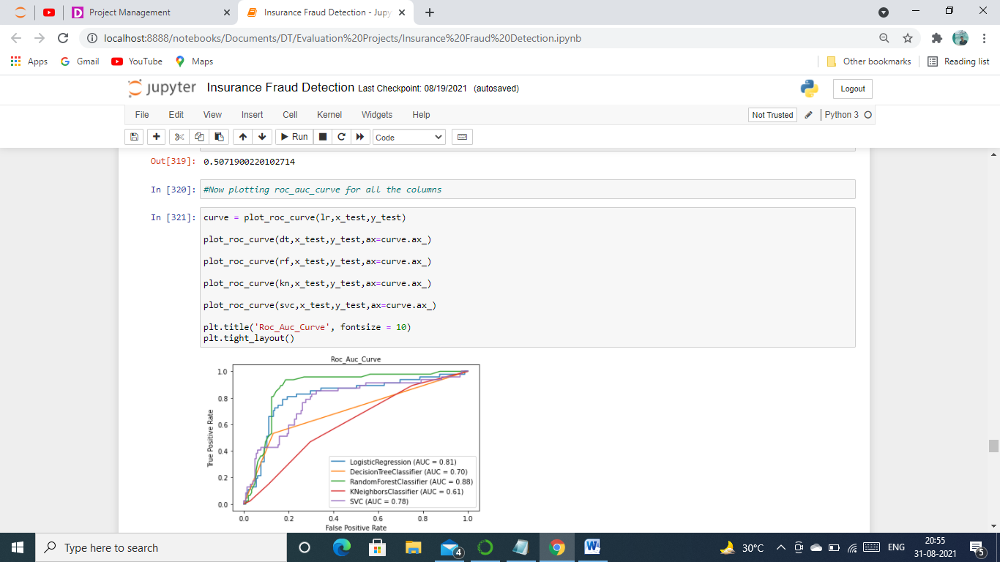 Project Management
Insurance Fraud Detection - Jupy
localhost:8888/notebooks/Documents/DT/Evaluation%20Projects/Insurance%20Fraud%20Detection.ipynb
Apps Gmail YouTube Maps Other bookmarks Reading list
jupyter Insurance Fraud Detection Last Checkpoint: 08/19/2021 (autosaved) Logout
File Edit View Insert Cell Kernel Widgets Help Not Trusted Python 3
Run Code
Out[319]: 0.5071900220102714
In [320]: #Now plotting roc_auc_curve for all the columns
In [321]: curve = plot_roc_curve(lr,x_test,y_test)
plot_roc_curve(dt,x_test,y_test,ax=curve.ax_)
plot_roc_curve(rf,x_test,y_test,ax=curve.ax_)
plot_roc_curve(kn,x_test,y_test,ax=curve.ax_)
plot_roc_curve(svc,x_test,y_test,ax=curve.ax_)
plt.title('Roc_Auc_Curve', fontsize = 10)
plt.tight_layout()
Roc_Auc_Curve
1.0
0.8
0.6
0.4
0.2
0.0
True Positive Rate
LogisticRegression (AUC = 0.81)
DecisionTreeClassifier (AUC = 0.70)
RandomForestClassifier (AUC = 0.88)
KNeighborsClassifier (AUC = 0.61)
SVC (AUC = 0.78)
0.0 0.2 0.4 0.6 0.8 1.0
False Positive Rate
Type here to search
4
W
30°C
ENG
20:55
31-08-2021
5